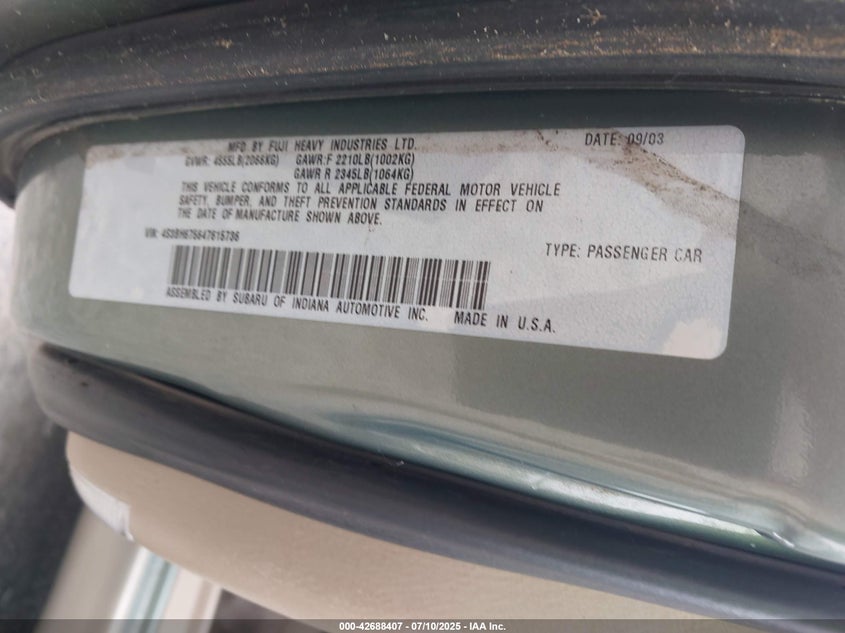 MFD BY FUJI HEAVY INDUSTRIES LTD. DATE: 09/03
GVWR: 4555LB(2066KG) GAWR:F 2210LB(1002KG)
GAWR R 2345LB(1064KG)
THIS VEHICLE CONFORMS TO ALL APPLICABLE FEDERAL MOTOR VEHICLE
SAFETY, BUMPER, AND THEFT PREVENTION STANDARDS IN EFFECT ON
THE DATE OF MANUFACTURE SHOWN ABOVE.
VIN: 4S3BH675647615736
TYPE: PASSENGER CAR
ASSEMBLED BY SUBARU OF INDIANA AUTOMOTIVE INC. MADE IN U.S.A.
000-42688407 • 07/10/2025 • IAA Inc.